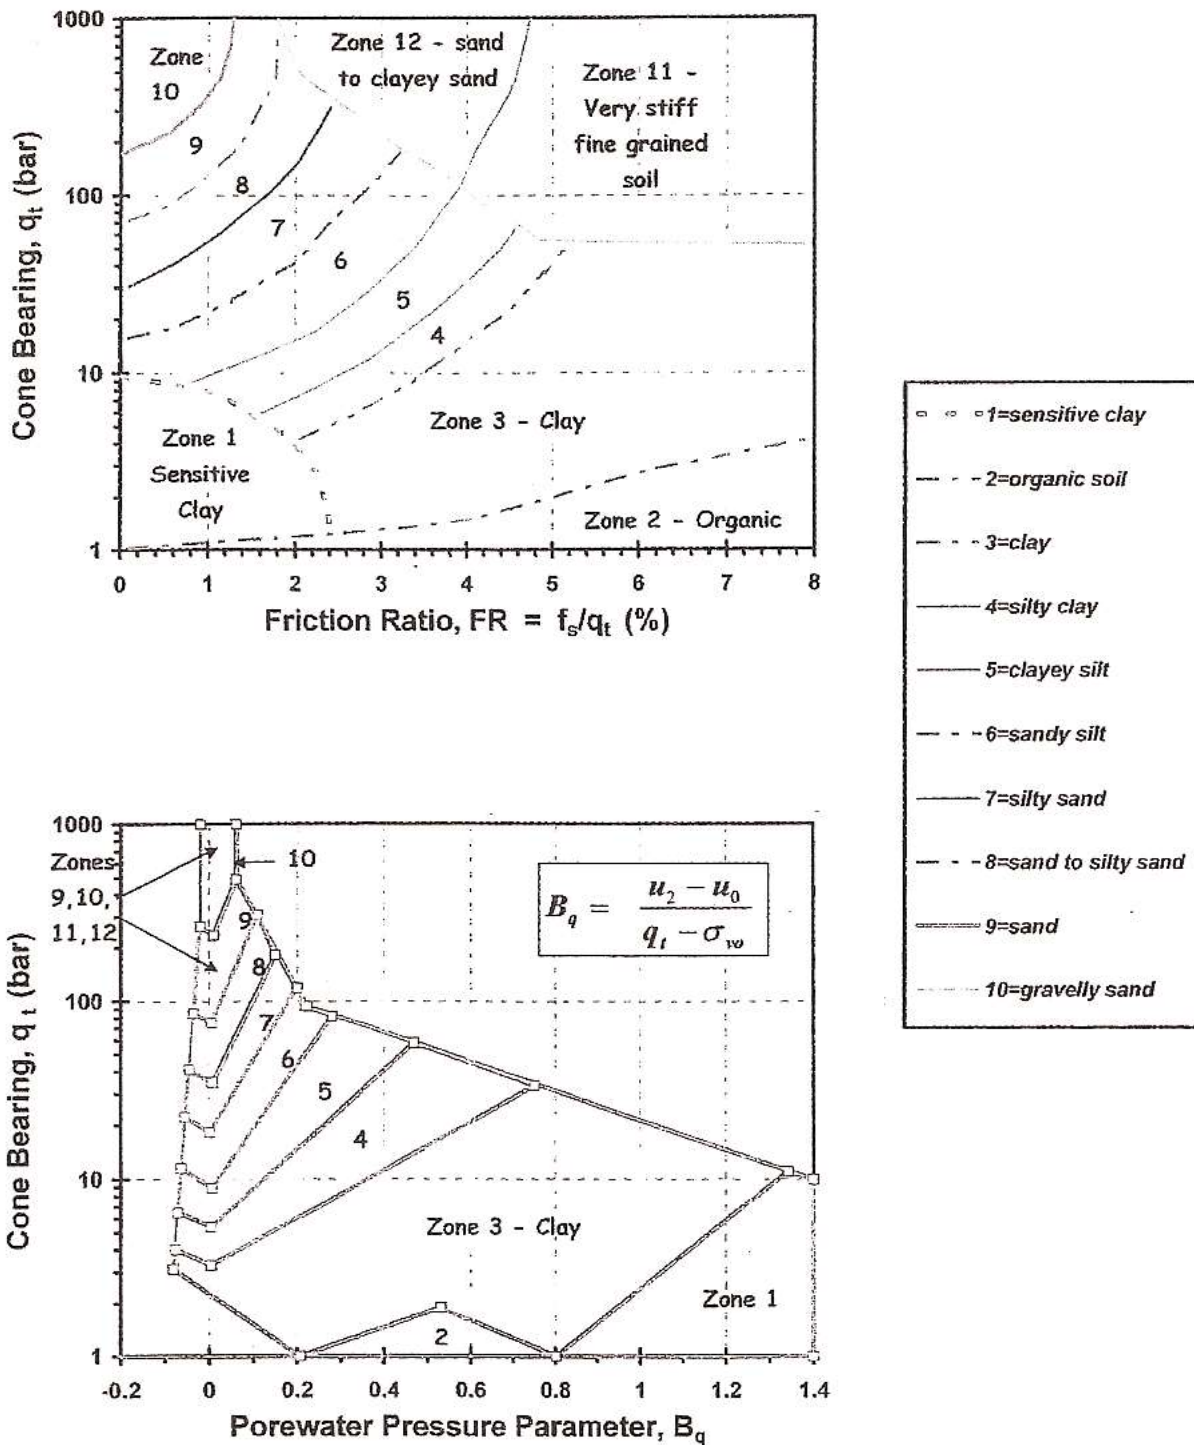 Cone Bearing, qt (bar)
1000
100
10
1
Zone
10
9
8
7
6
5
4
Zone 12 - sand
to clayey sand
Zone 11 -
Very stiff
fine grained
soil
Zone 3 - Clay
Zone 1
Sensitive
Clay
Zone 2 - Organic
0 1 2 3 4 5 6 7 8
Friction Ratio, FR = fs/qt (%)
1=sensitive clay
2=organic soil
3=clay
4=silty clay
5=clayey silt
6=sandy silt
7=silty sand
8=sand to silty sand
9=sand
10=gravelly sand
Cone Bearing, qt (bar)
1000
100
10
1
Zones
9,10,
11,12
10
9
8
7
6
5
4
Bq = u2 - u0
qt - σvo
Zone 3 - Clay
Zone 1
2
-0.2 0 0.2 0.4 0.6 0.8 1 1.2 1.4
Porewater Pressure Parameter, Bq